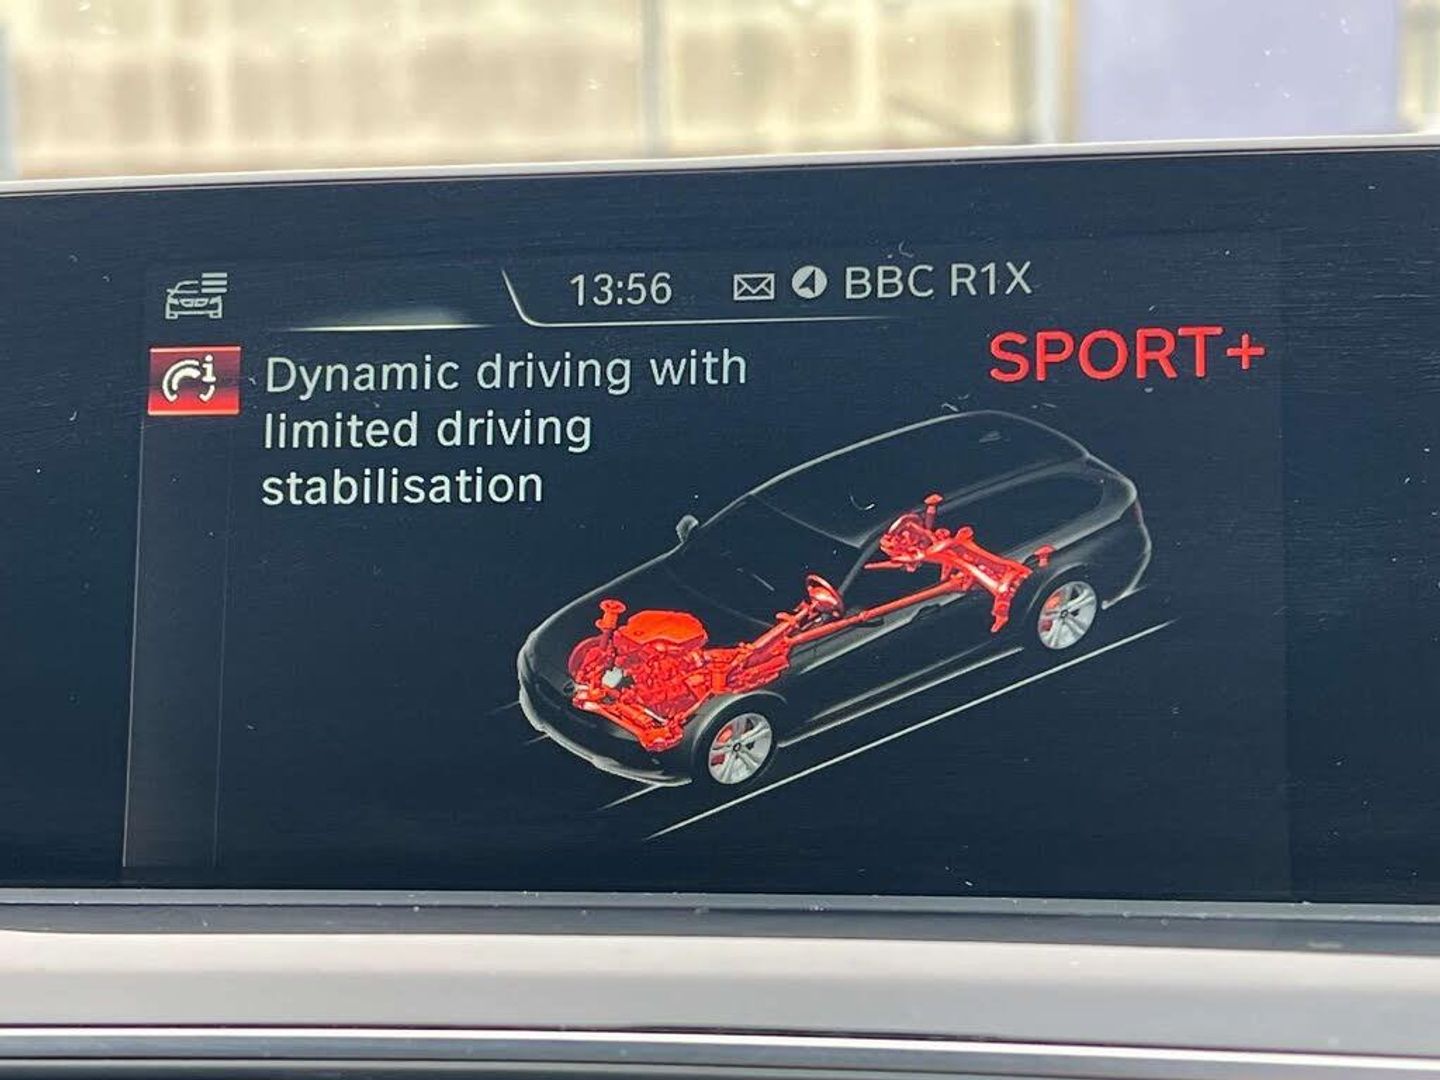 13:56 BBC R1X
SPORT+
Dynamic driving with
limited driving
stabilisation